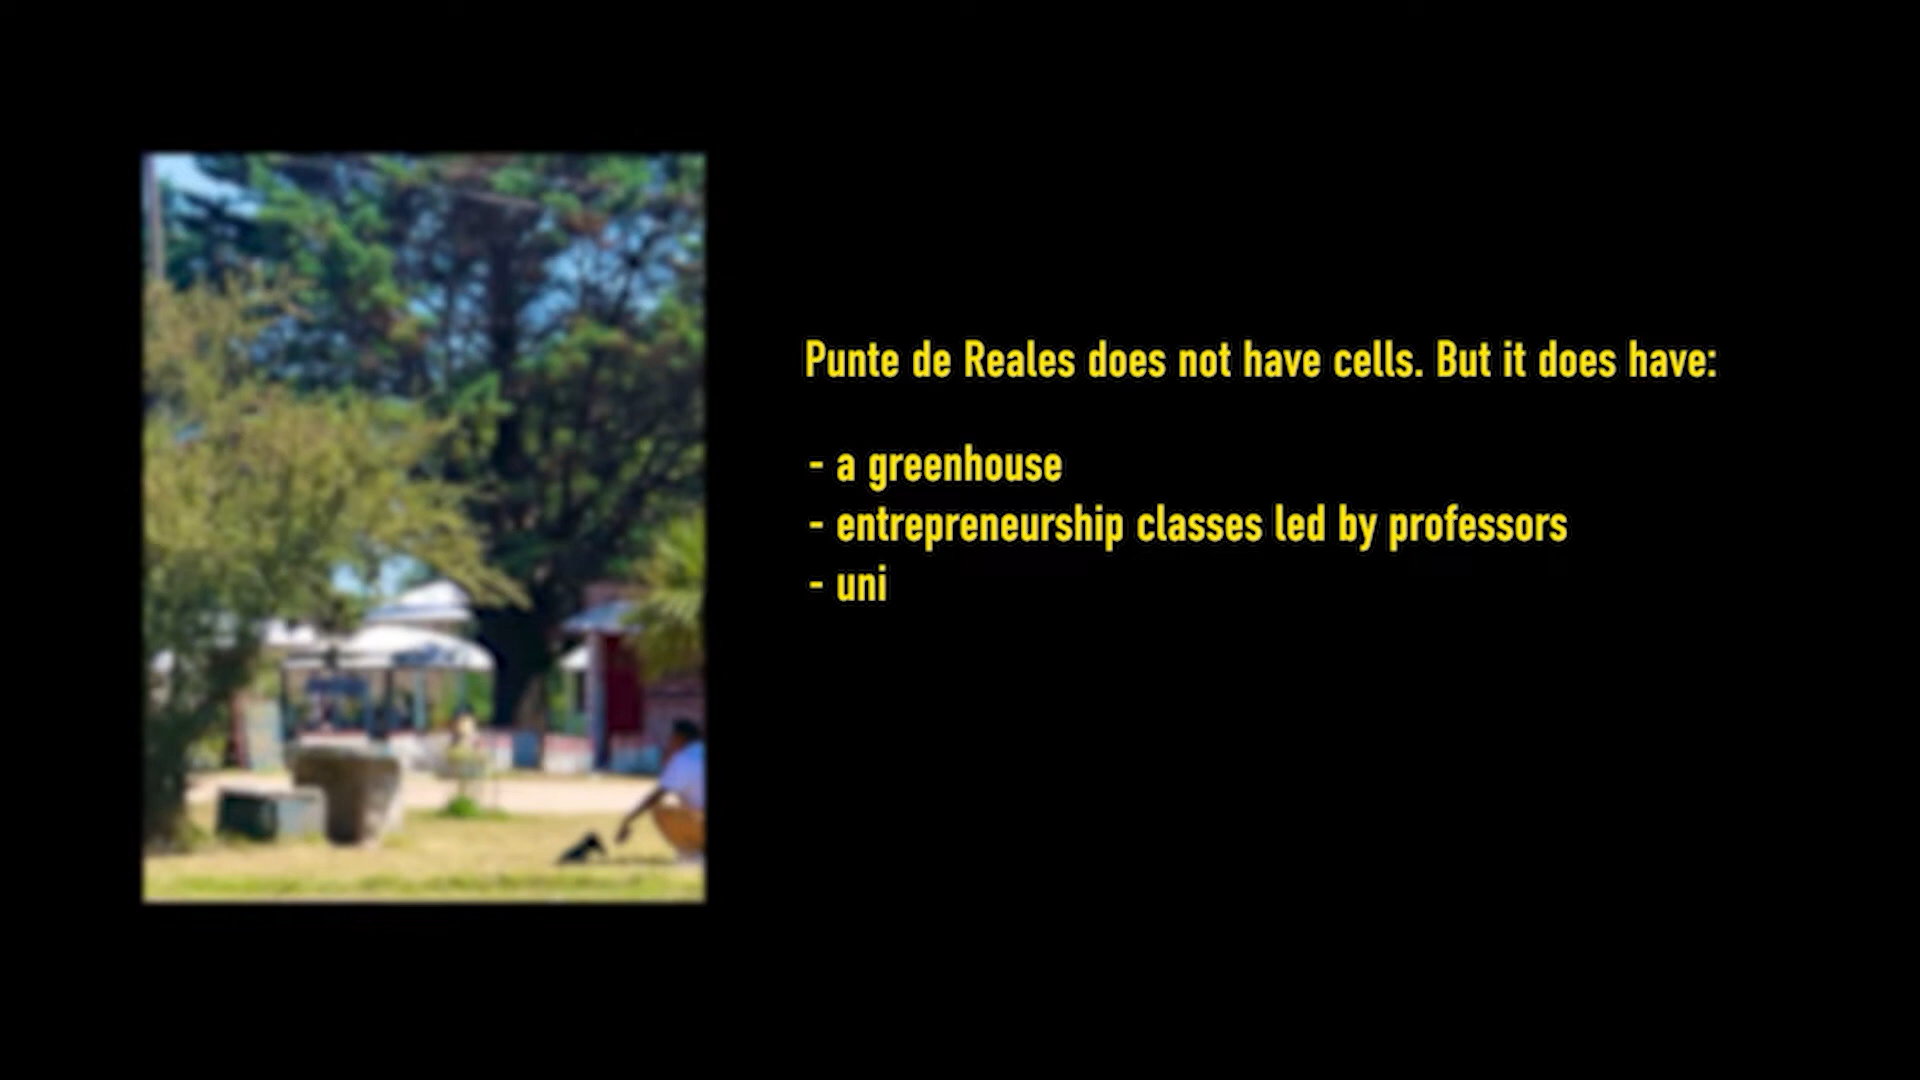 Punte de Reales does not have cells. But it does have:
- a greenhouse
- entrepreneurship classes led by professors
- uni